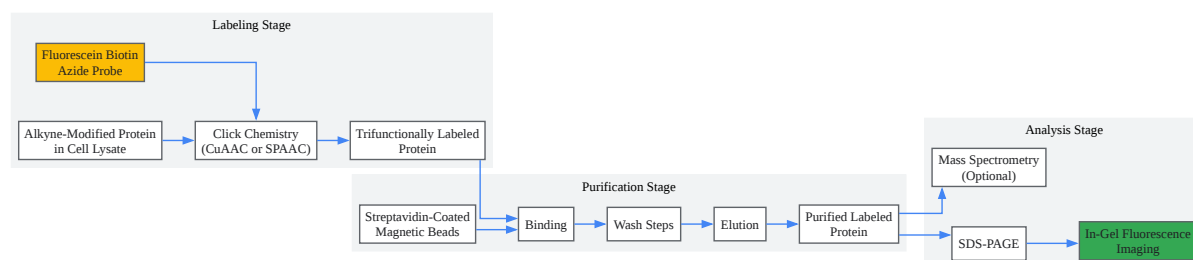 Labeling Stage
Fluorescein Biotin
Azide Probe
Alkyne-Modified Protein
in Cell Lysate
Click Chemistry
(CuAAC or SPAAC)
Trifunctionally Labeled
Protein
Purification Stage
Streptavidin-Coated
Magnetic Beads
Binding
Wash Steps
Elution
Purified Labeled
Protein
Analysis Stage
Mass Spectrometry
(Optional)
SDS-PAGE
In-Gel Fluorescence
Imaging